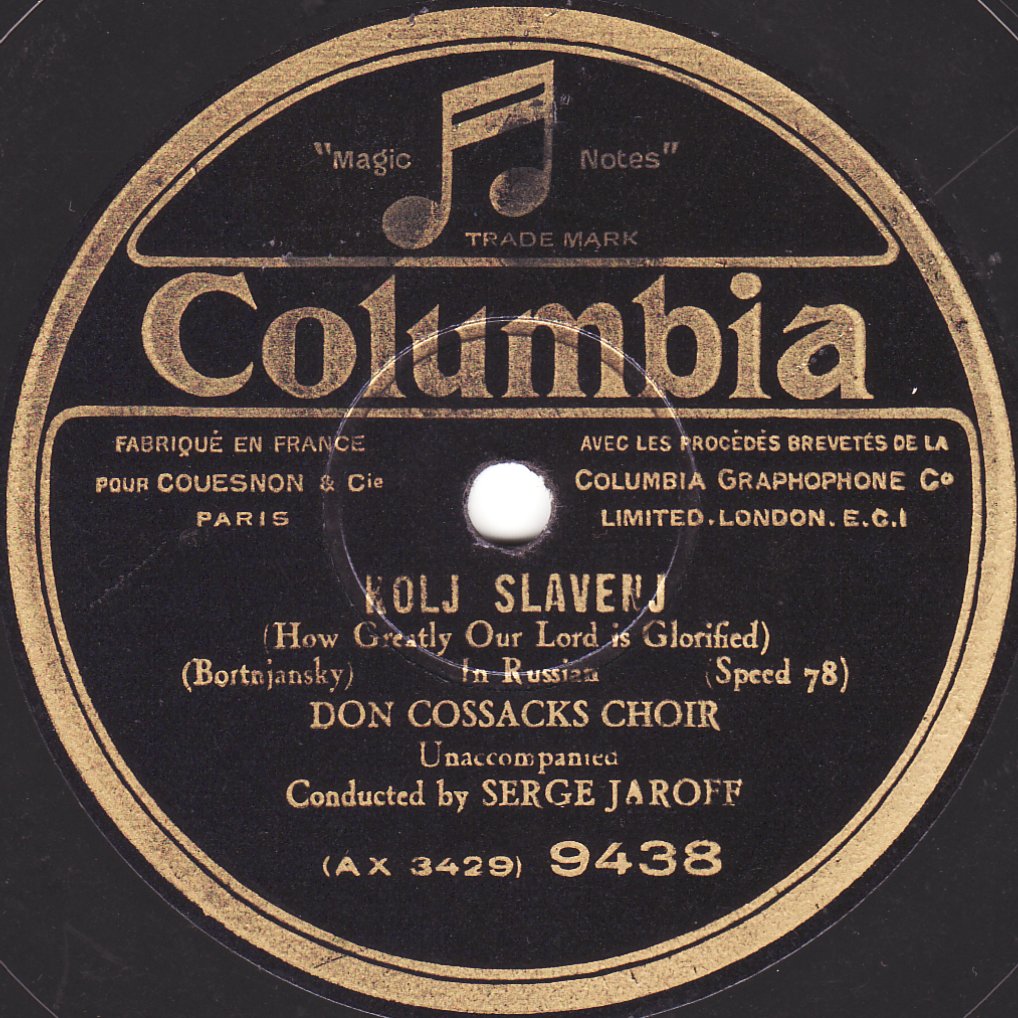 "Magic Notes"
TRADE MARK
Columbia
FABRIQUÉ EN FRANCE
POUR COUESNON & Cie
PARIS
AVEC LES PROCÉDÉS BREVETÉS DE LA
COLUMBIA GRAPHOPHONE Co
LIMITED. LONDON. E.C.1
KOLJ SLAVENJ
(How Greatly Our Lord is Glorified)
(Bortnjansky) In Russian (Speed 78)
DON COSSACKS CHOIR
Unaccompanied
Conducted by SERGE JAROFF
(AX 3429) 9438